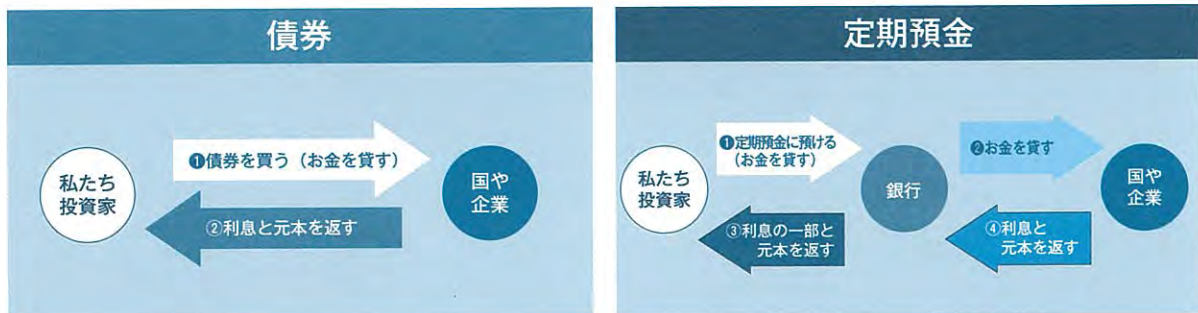 債券
私たち
投資家
❶債券を買う（お金を貸す）
②利息と元本を返す
国や
企業
定期預金
私たち
投資家
❶定期預金に預ける
（お金を貸す）
③利息の一部と
元本を返す
銀行
❷お金を貸す
④利息と
元本を返す
国や
企業